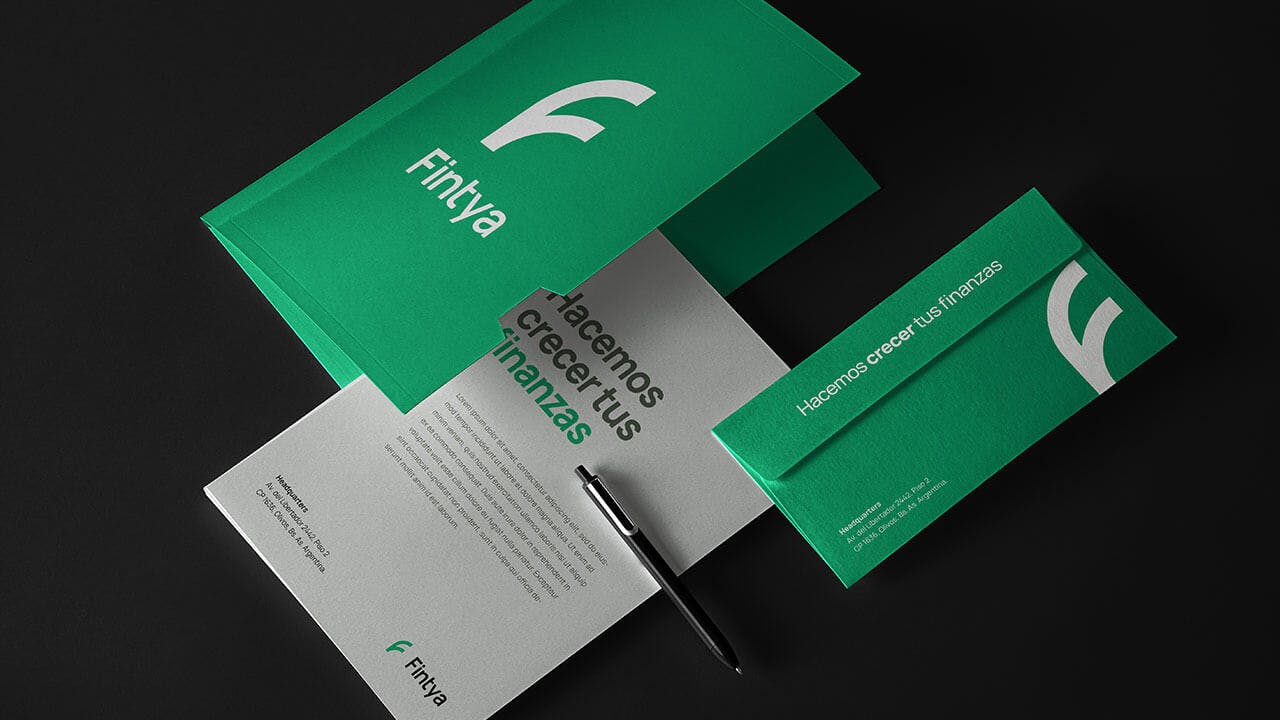 Fintya
Hacemos
crecer tus
finanzas
Lorem ipsum dolor sit amet, consectetur adipiscing elit, sed do eius-
mod tempor incididunt ut labore et dolore magna aliqua. Ut enim ad
minim veniam, quis nostrud exercitation ullamco laboris nisi ut aliquip
ex ea commodo consequat. Duis aute irure dolor in reprehenderit in
voluptate velit esse cillum dolore eu fugiat nulla pariatur. Excepteur
sint occaecat cupidatat non proident, sunt in culpa qui officia de-
serunt mollit anim id est laborum.
Headquarters
Av. del Libertador 2442, Piso 2
CP 1636, Olivos, Bs. As. Argentina.
Fintya
Hacemos crecer tus finanzas
Headquarters
Av. del Libertador 2442, Piso 2
CP 1636, Olivos, Bs. As. Argentina.